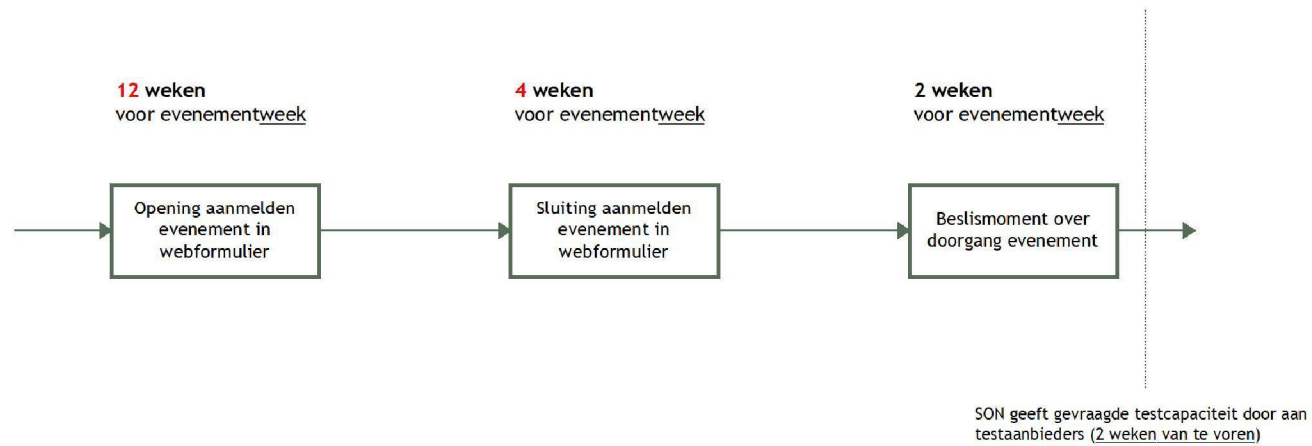 12 weken
voor evenementweek
4 weken
voor evenementweek
2 weken
voor evenementweek
Opening aanmelden
evenement in
webformulier
Sluiting aanmelden
evenement in
webformulier
Beslismoment over
doorgang evenement
SON geeft gevraagde testcapaciteit door aan
testaanbieders (2 weken van te voren)